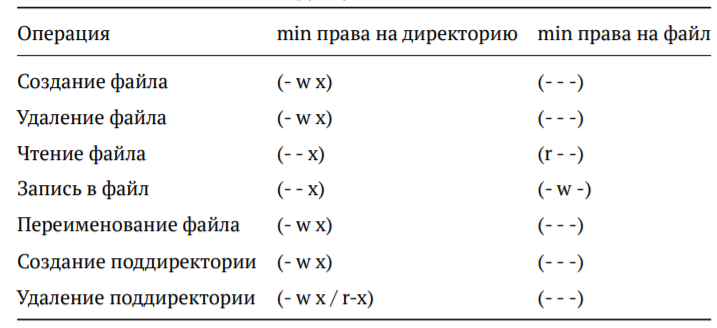 Операция min права на директорию min права на файл
Создание файла (- w x) (- - -)
Удаление файла (- w x) (- - -)
Чтение файла (- - x) (r - -)
Запись в файл (- - x) (- w -)
Переименование файла (- w x) (- - -)
Создание поддиректории (- w x) (- - -)
Удаление поддиректории (- w x / r-x) (- - -)